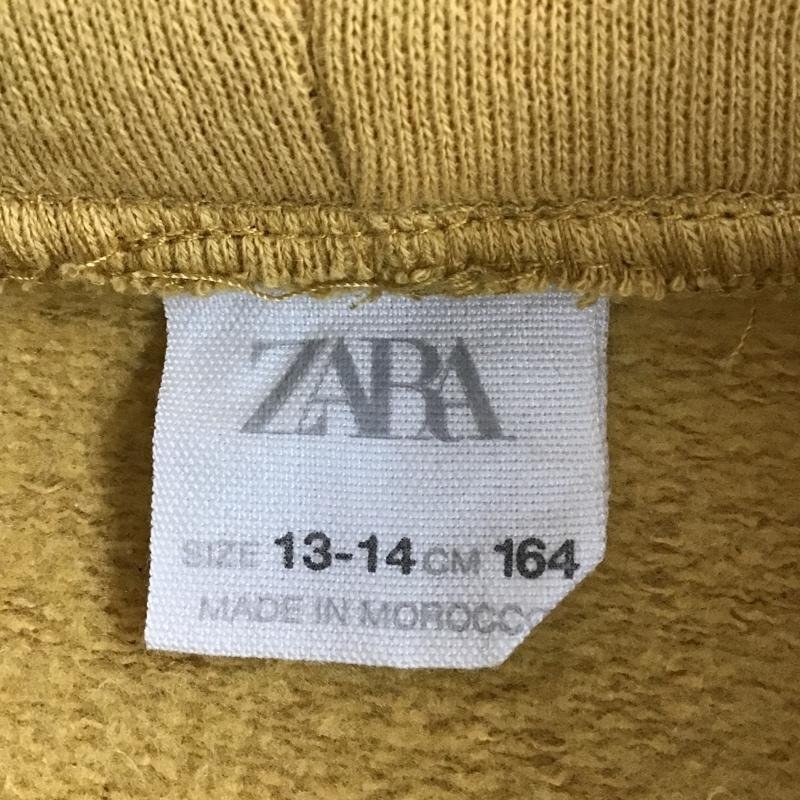 ZARA
SIZE 13-14 CM 164
MADE IN MOROCCO